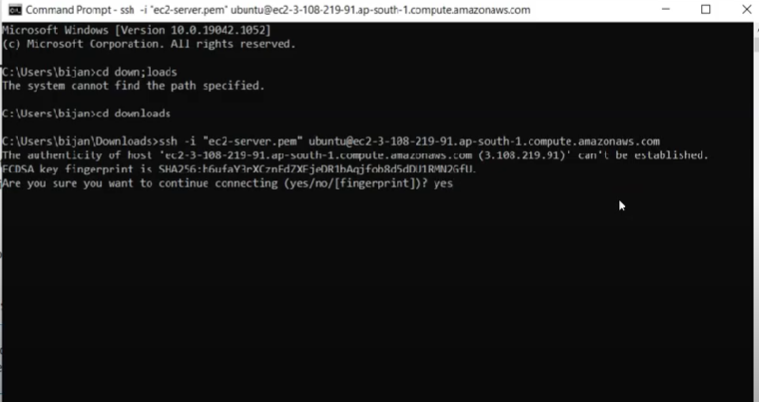 Command Prompt - ssh -i "ec2-server.pem" ubuntu@ec2-3-108-219-91.ap-south-1.compute.amazonaws.com
Microsoft Windows [Version 10.0.19042.1052]
(c) Microsoft Corporation. All rights reserved.
C:\Users\bijan>cd down;loads
The system cannot find the path specified.
C:\Users\bijan>cd downloads
C:\Users\bijan\Downloads>ssh -i "ec2-server.pem" ubuntu@ec2-3-108-219-91.ap-south-1.compute.amazonaws.com
The authenticity of host 'ec2-3-108-219-91.ap-south-1.compute.amazonaws.com (3.108.219.91)' can't be established.
ECDSA key fingerprint is
Are you sure you want to continue connecting (yes/no/[fingerprint])? yes